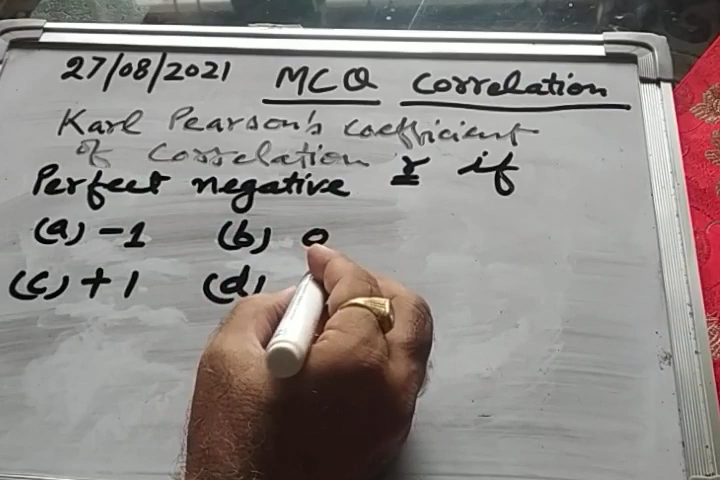 27/08/2021 MCQ Correlation
Karl Pearson's coefficient
of Correlation
Perfect negative r if
(a) -1 (b) 0
(c) +1 (d)